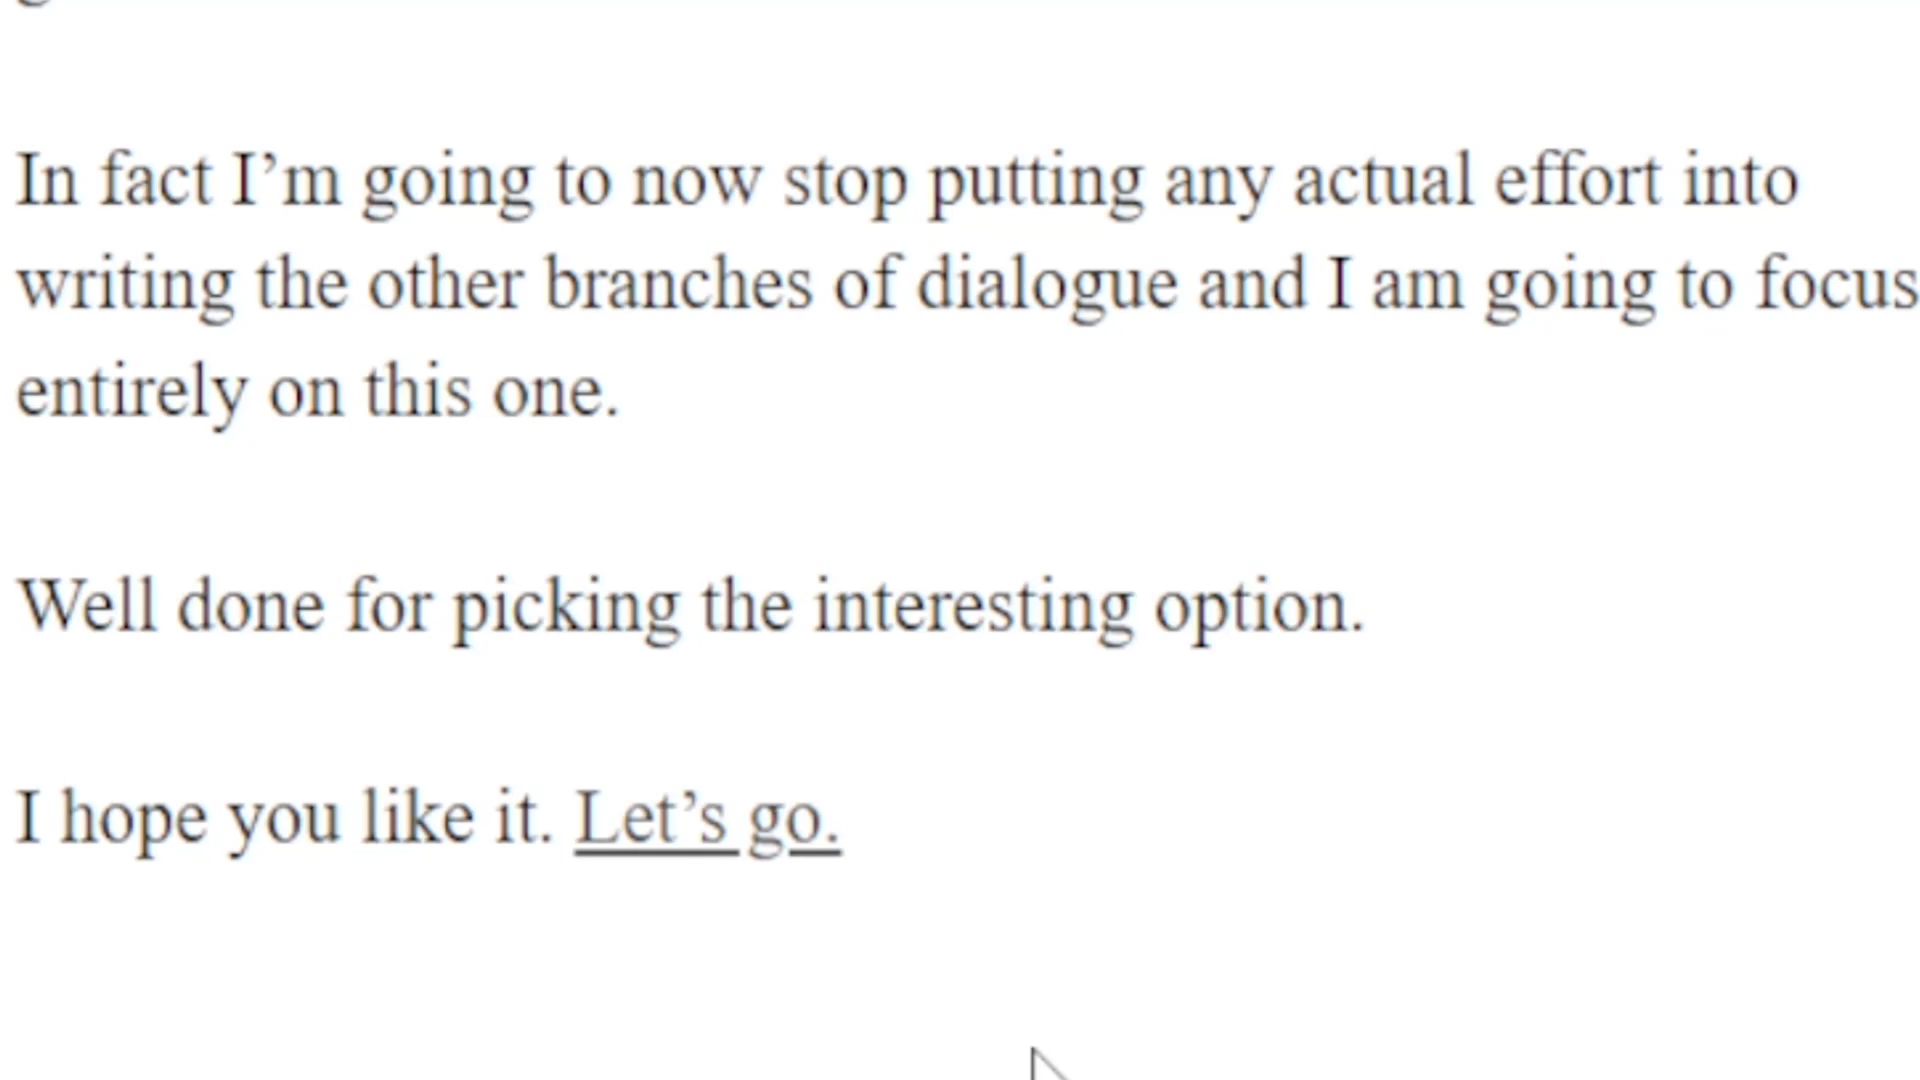 In fact I’m going to now stop putting any actual effort into
writing the other branches of dialogue and I am going to focus
entirely on this one.
Well done for picking the interesting option.
I hope you like it. Let’s go.